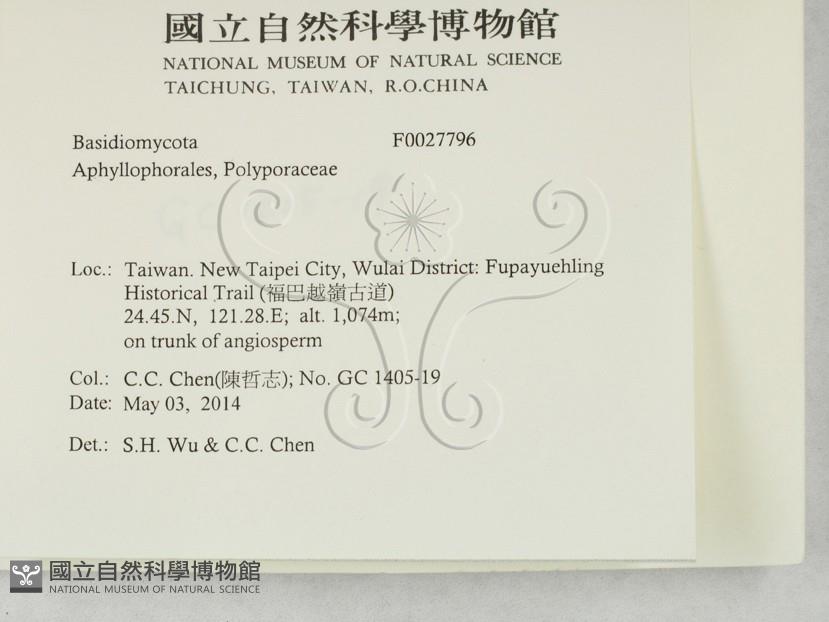 國立自然科學博物館
NATIONAL MUSEUM OF NATURAL SCIENCE
TAICHUNG, TAIWAN, R.O.CHINA
Basidiomycota F0027796
Aphyllophorales, Polyporaceae
Loc.: Taiwan. New Taipei City, Wulai District: Fupayuehling
Historical Trail (福巴越嶺古道)
24.45.N, 121.28.E; alt. 1,074m;
on trunk of angiosperm
Col.: C.C. Chen(陳哲志); No. GC 1405-19
Date: May 03, 2014
Det.: S.H. Wu & C.C. Chen
國立自然科學博物館
NATIONAL MUSEUM OF NATURAL SCIENCE